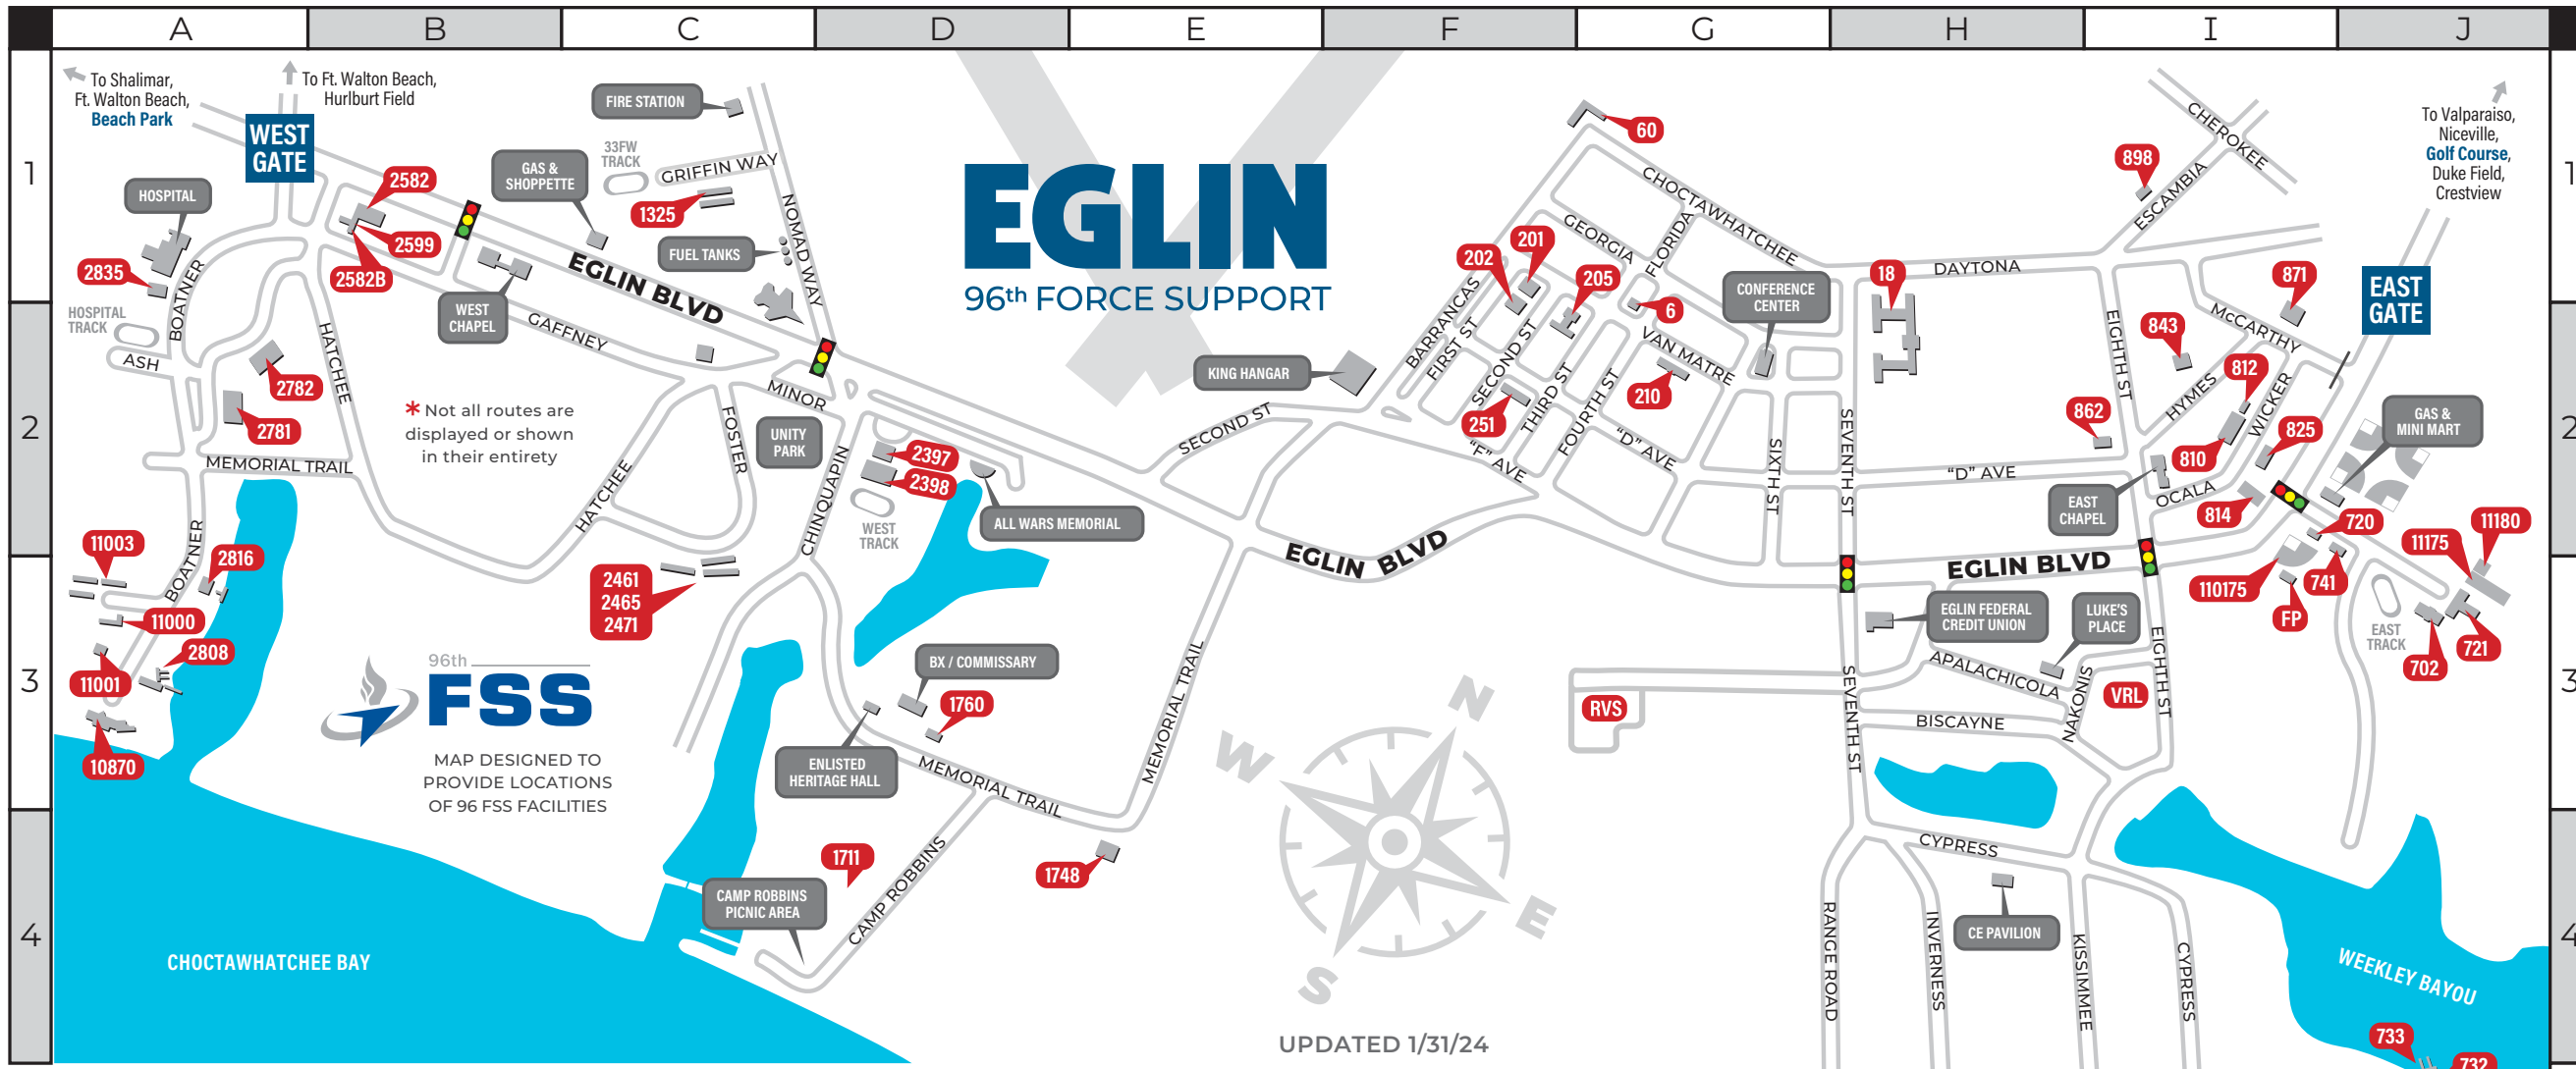 A B C D E F G H I J
1
2
3
4
1
2
3
4
To Shalimar,
Ft. Walton Beach,
Beach Park
To Ft. Walton Beach,
Hurlburt Field
WEST
GATE
HOSPITAL
2835
HOSPITAL
TRACK
ASH
BOATNER
2582
2599
2582B
GAS &
SHOPPETTE
FIRE STATION
33FW
TRACK
GRIFFIN WAY
1325
FUEL TANKS
NOMAD WAY
WEST
CHAPEL
EGLIN BLVD
GAFFNEY
HATCHEE
2782
2781
MEMORIAL TRAIL
* Not all routes are
displayed or shown
in their entirety
MINOR
FOSTER
UNITY
PARK
HATCHEE
CHINQUAPIN
2397
2398
WEST
TRACK
ALL WARS MEMORIAL
EGLIN
96th FORCE SUPPORT
KING HANGAR
SECOND ST
EGLIN BLVD
60
CHOCTAWHATCHEE
GEORGIA
FLORIDA
201
202
205
6
BARRANCAS
FIRST ST
SECOND ST
THIRD ST
FOURTH ST
VAN MATRE
210
251
"F" AVE
"D" AVE
CONFERENCE
CENTER
SIXTH ST
SEVENTH ST
18
DAYTONA
"D" AVE
EIGHTH ST
898
CHEROKEE
ESCAMBIA
871
McCARTHY
843
812
HYMES
WICKER
862
810
825
EAST
CHAPEL
OCALA
814
EAST
GATE
To Valparaiso,
Niceville,
Golf Course,
Duke Field,
Crestview
GAS &
MINI MART
720
11180
11175
110175
741
FP
EAST
TRACK
702
721
EGLIN BLVD
11003
2816
BOATNER
11000
2808
11001
10870
2461
2465
2471
96th
FSS
MAP DESIGNED TO
PROVIDE LOCATIONS
OF 96 FSS FACILITIES
BX / COMMISSARY
1760
ENLISTED
HERITAGE HALL
MEMORIAL TRAIL
MEMORIAL TRAIL
1711
1748
CAMP ROBBINS
PICNIC AREA
CAMP ROBBINS
CHOCTAWHATCHEE BAY
N
W
E
S
UPDATED 1/31/24
RVS
SEVENTH ST
EGLIN FEDERAL
CREDIT UNION
LUKE'S
PLACE
APALACHICOLA
BISCAYNE
NAKONIS
VRL
EIGHTH ST
CYPRESS
CE PAVILION
RANGE ROAD
INVERNESS
KISSIMMEE
CYPRESS
WEEKLEY BAYOU
733
732